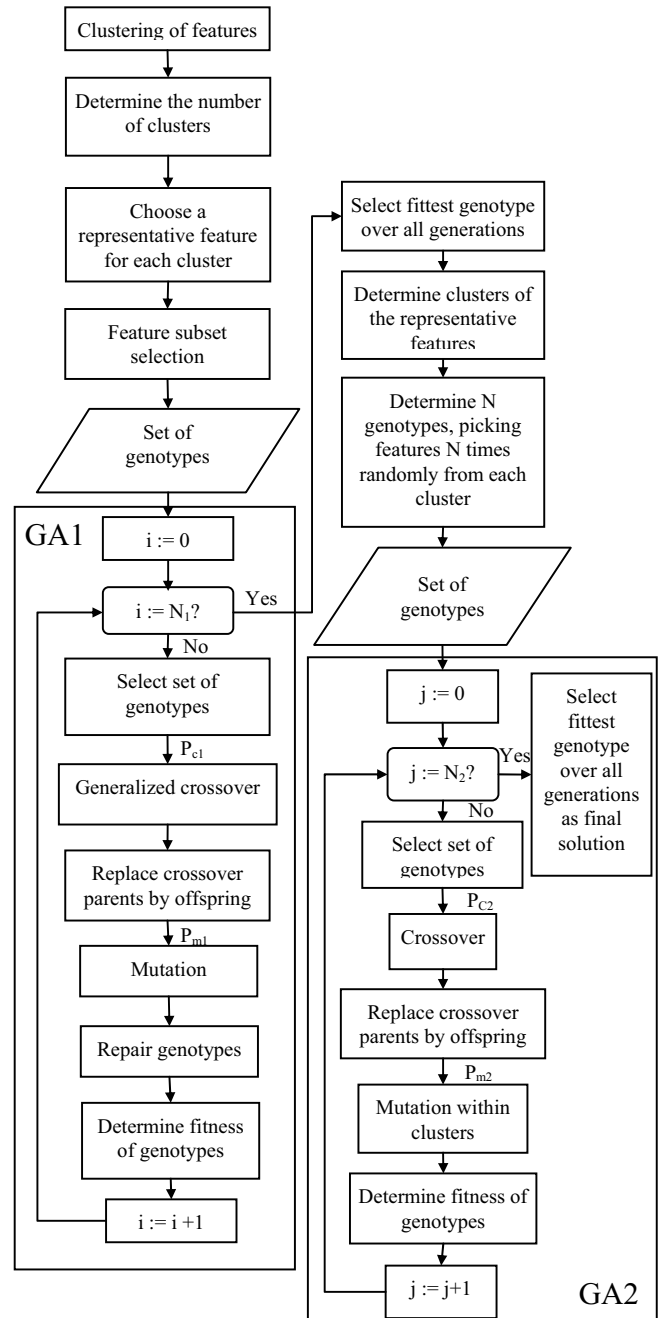 Clustering of features
Determine the number
of clusters
Choose a
representative feature
for each cluster
Feature subset
selection
Set of
genotypes
GA1
i := 0
i := N₁?
Yes
No
Select set of
genotypes
P_c1
Generalized crossover
Replace crossover
parents by offspring
P_m1
Mutation
Repair genotypes
Determine fitness
of genotypes
i := i +1
Select fittest genotype
over all generations
Determine clusters of
the representative
features
Determine N
genotypes, picking
features N times
randomly from each
cluster
Set of
genotypes
j := 0
j := N₂?
Yes
No
Select set of
genotypes
P_C2
Crossover
Replace crossover
parents by offspring
P_m2
Mutation within
clusters
Determine fitness of
genotypes
j := j+1
Select
fittest
genotype
over all
generations
as final
solution
GA2